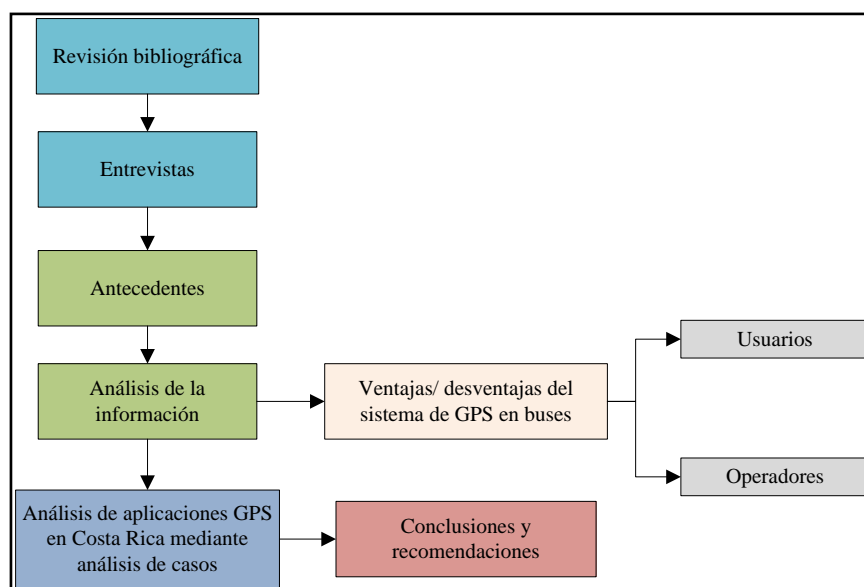 Revisión bibliográfica
Entrevistas
Antecedentes
Análisis de la
información
Ventajas/ desventajas del
sistema de GPS en buses
Usuarios
Operadores
Análisis de aplicaciones GPS
en Costa Rica mediante
análisis de casos
Conclusiones y
recomendaciones